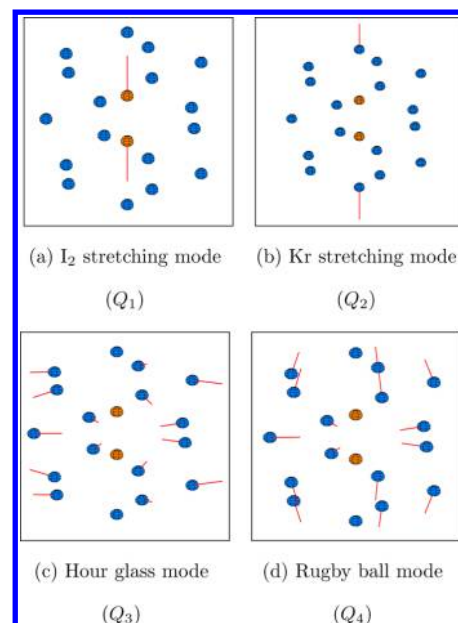 (a) I₂ stretching mode
(b) Kr stretching mode
(Q₁)
(Q₂)
(c) Hour glass mode
(d) Rugby ball mode
(Q₃)
(Q₄)